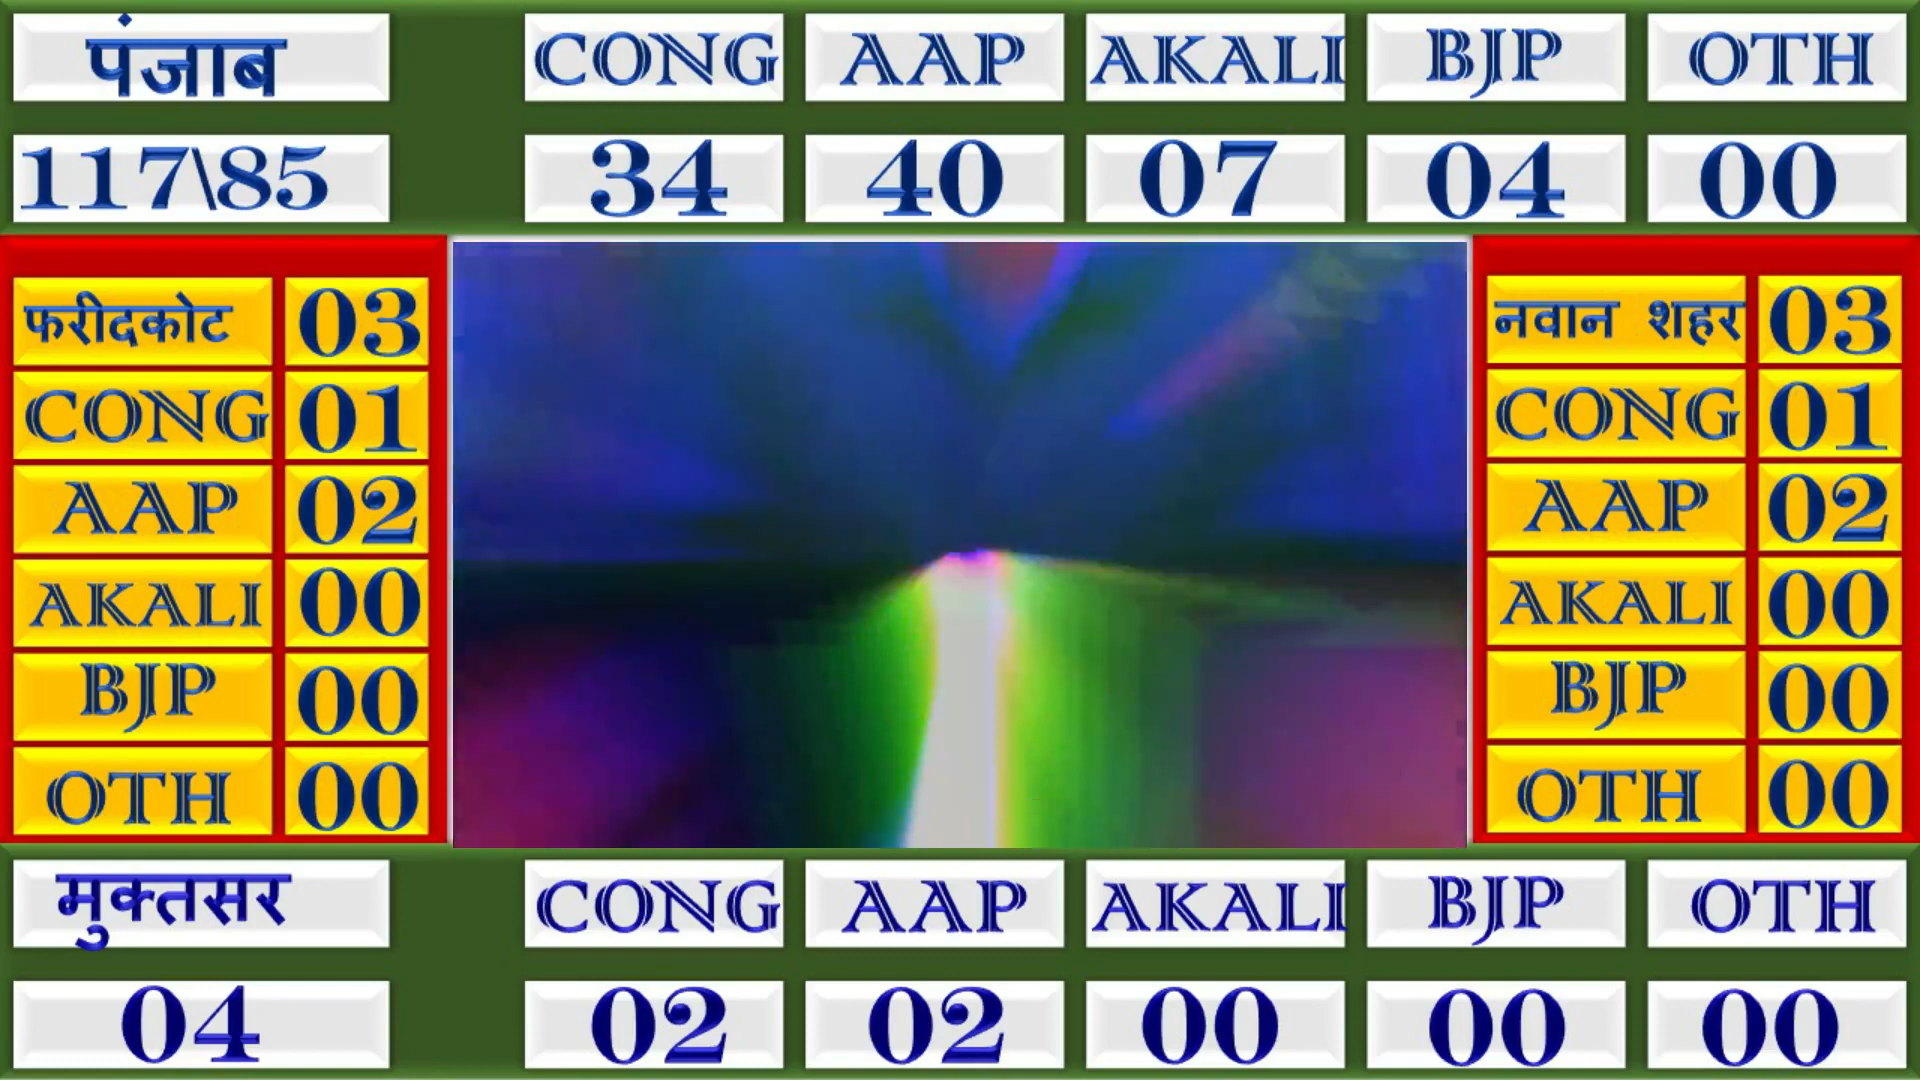 पंजाब CONG AAP AKALI BJP OTH
117\85 34 40 07 04 00
फरीदकोट 03
CONG 01
AAP 02
AKALI 00
BJP 00
OTH 00
नवान शहर 03
CONG 01
AAP 02
AKALI 00
BJP 00
OTH 00
मुक्तसर CONG AAP AKALI BJP OTH
04 02 02 00 00 00